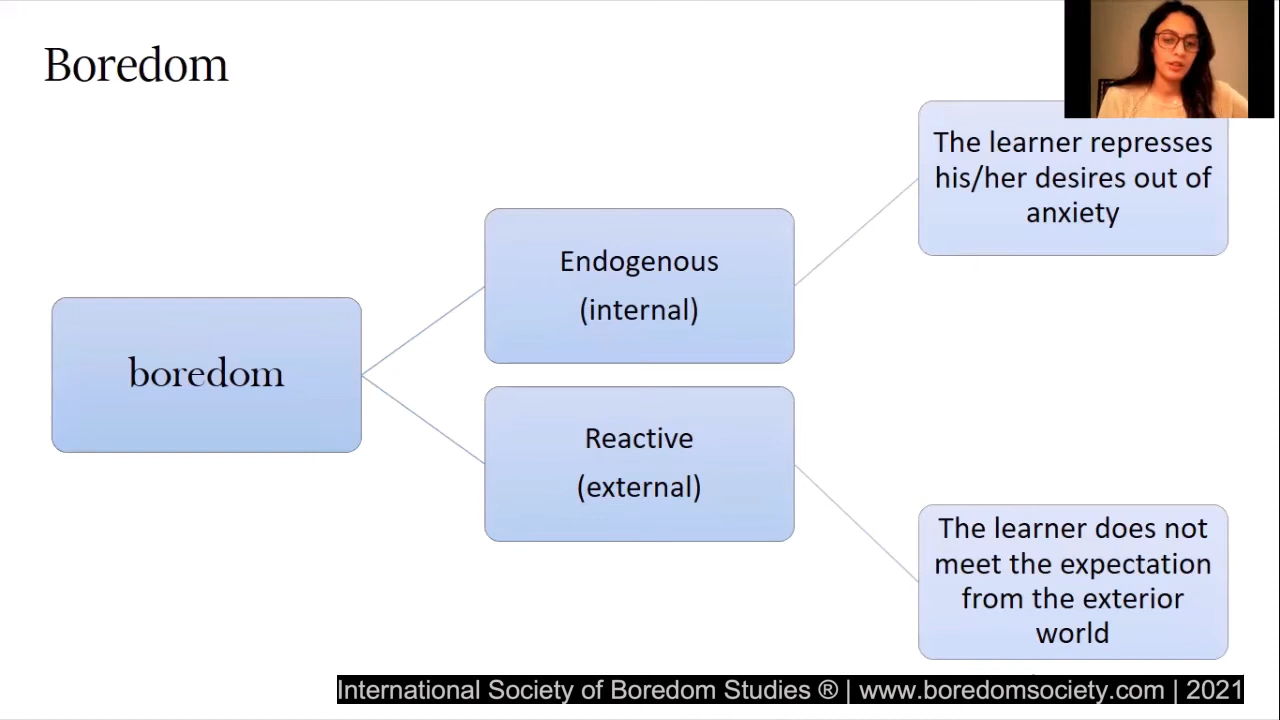 Boredom
boredom
Endogenous
(internal)
Reactive
(external)
The learner represses
his/her desires out of
anxiety
The learner does not
meet the expectation
from the exterior
world
International Society of Boredom Studies ® | www.boredomsociety.com | 2021